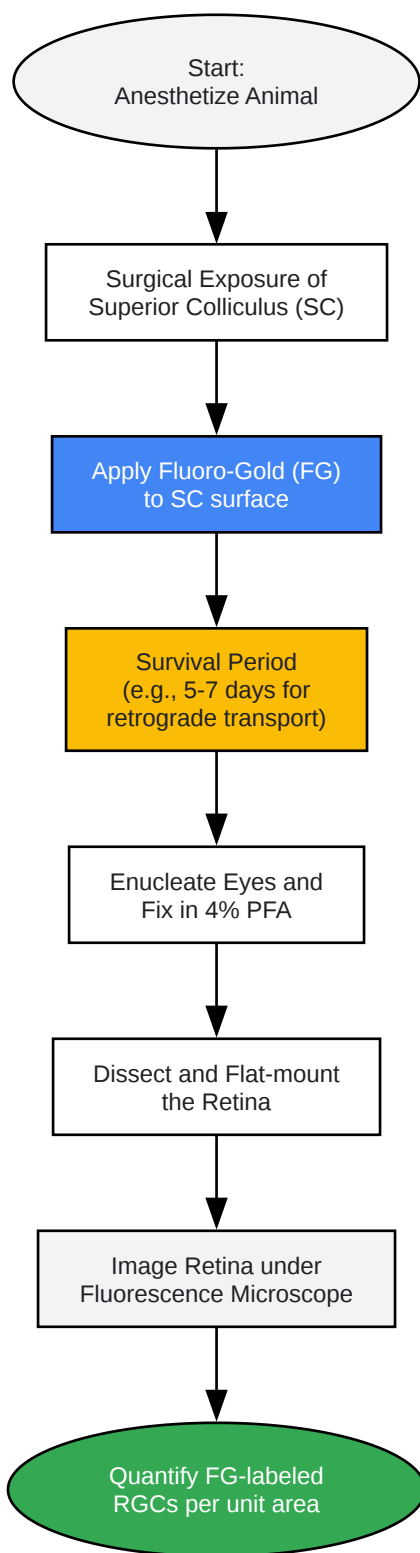 Start:
Anesthetize Animal
Surgical Exposure of
Superior Colliculus (SC)
Apply Fluoro-Gold (FG)
to SC surface
Survival Period
(e.g., 5-7 days for
retrograde transport)
Enucleate Eyes and
Fix in 4% PFA
Dissect and Flat-mount
the Retina
Image Retina under
Fluorescence Microscope
Quantify FG-labeled
RGCs per unit area